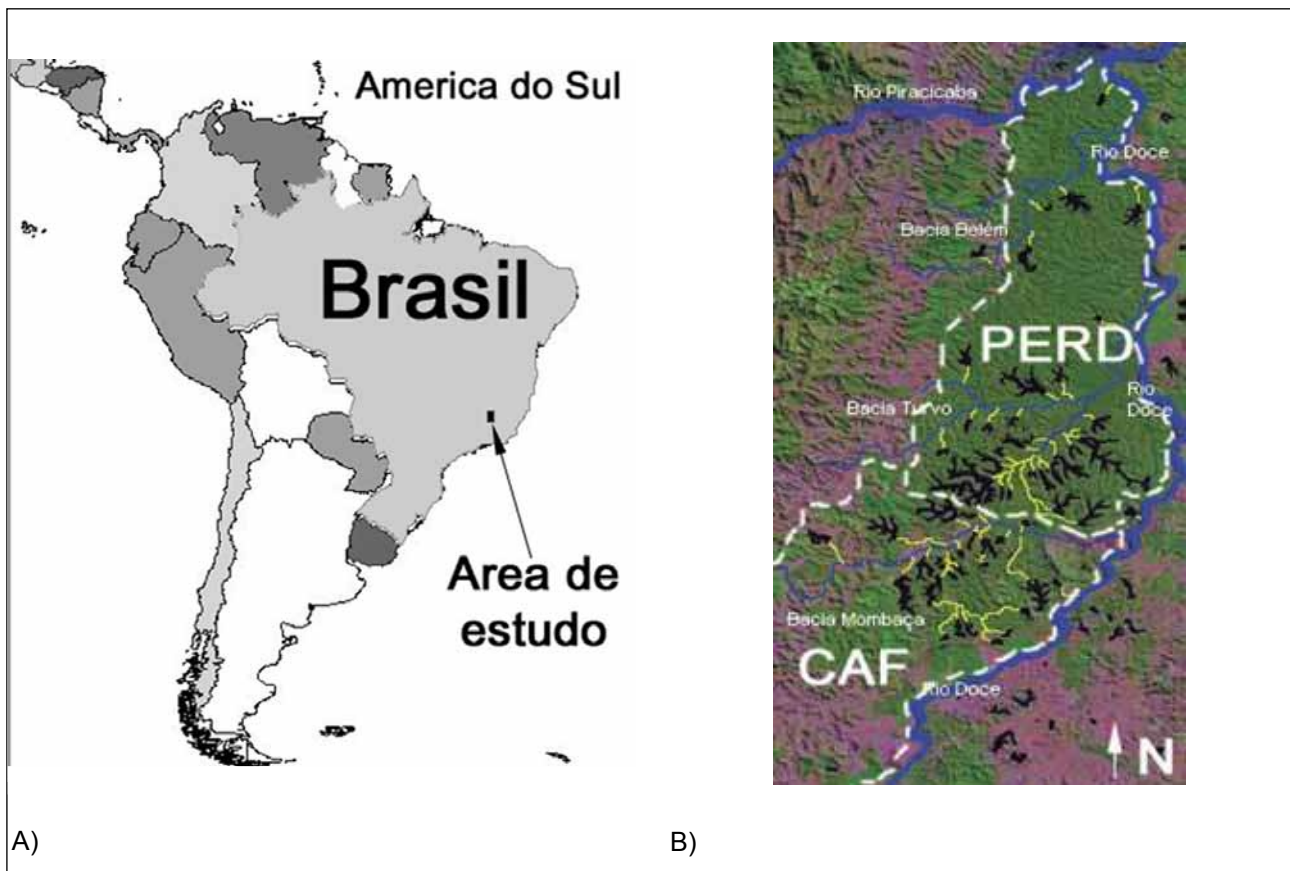 America do Sul
Brasil
Area de
estudo
A)
Rio Piracicaba
Rio Doce
Bacia Belém
PERD
Rio
Doce
Bacia Turvo
Bacia Mombaça
CAF
Rio Doce
N
B)